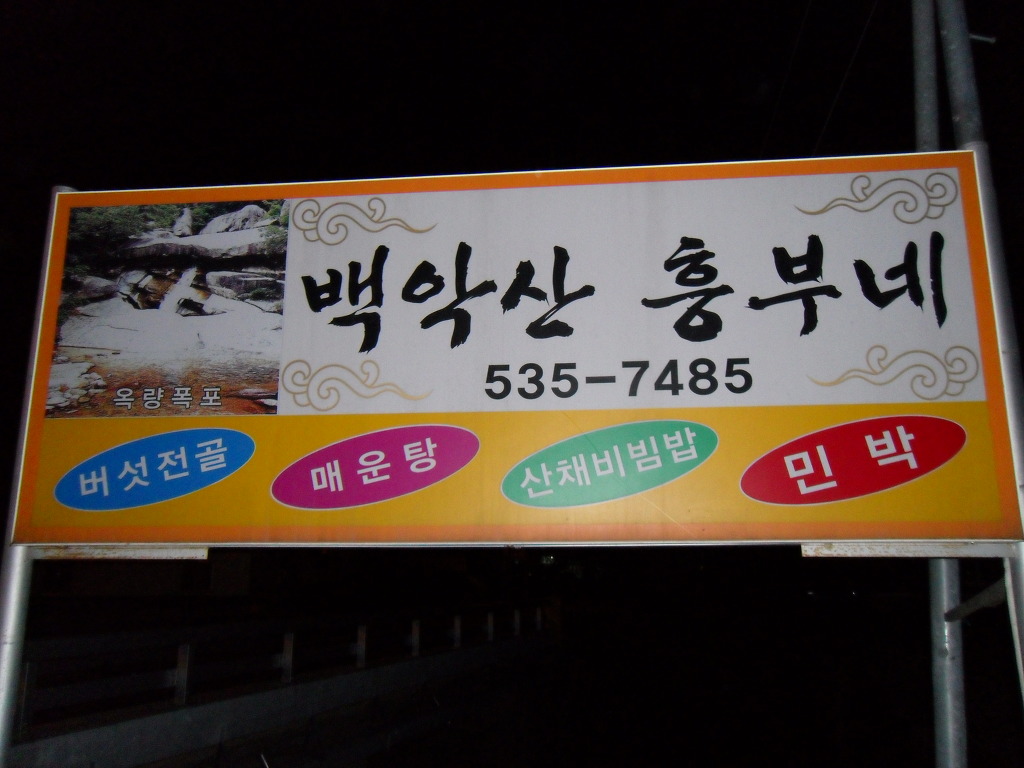 백악산 흥부네
535-7485
옥량폭포
버섯전골
매운탕
산채비빔밥
민박